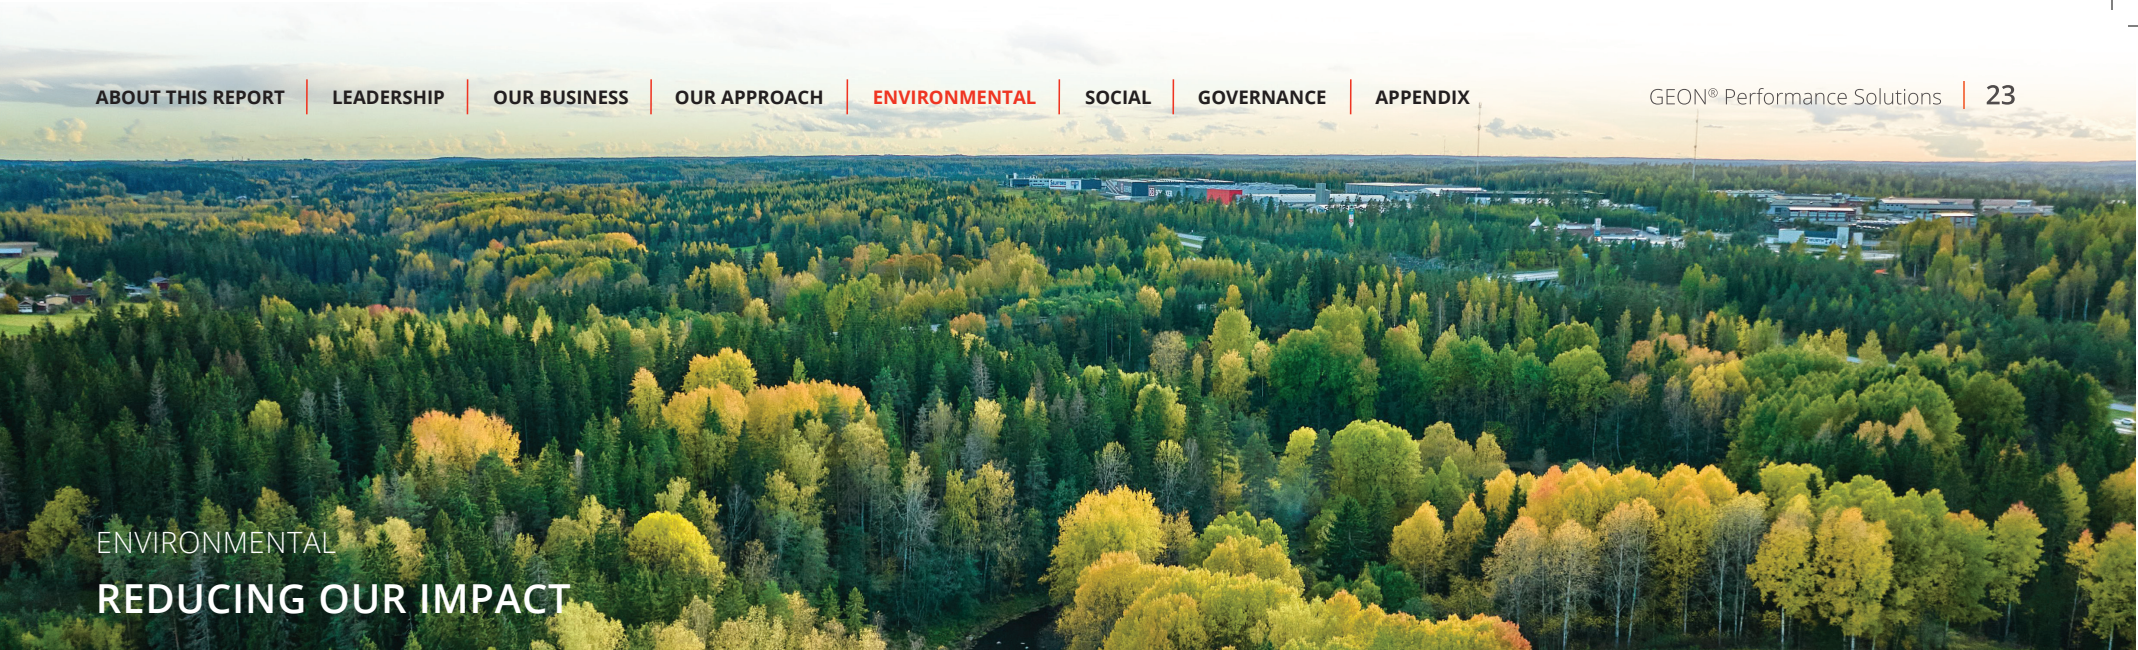 ABOUT THIS REPORT | LEADERSHIP | OUR BUSINESS | OUR APPROACH | ENVIRONMENTAL | SOCIAL | GOVERNANCE | APPENDIX GEON® Performance Solutions | 23
ENVIRONMENTAL
REDUCING OUR IMPACT